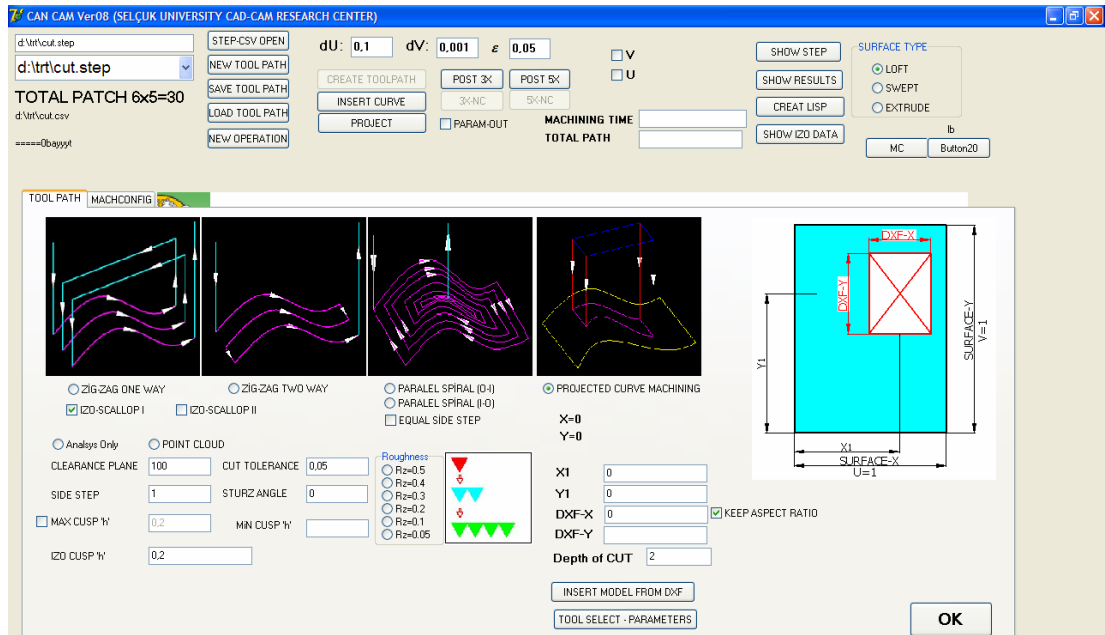 CAN CAM Ver08 (SELÇUK UNIVERSITY CAD-CAM RESEARCH CENTER)
d:\trt\cut.step
d:\trt\cut.step
TOTAL PATCH 6x5=30
d:\trt\cut.csv
=====0bayyyt
STEP-CSV OPEN
NEW TOOL PATH
SAVE TOOL PATH
LOAD TOOL PATH
NEW OPERATION
dU: 0,1 dV: 0,001 ε 0,05
CREATE TOOLPATH POST 3X POST 5X
INSERT CURVE 3X-NC 5X-NC
PROJECT PARAM-OUT
V
U
MACHINING TIME
TOTAL PATH
SHOW STEP
SHOW RESULTS
CREAT LISP
SHOW IZO DATA
SURFACE TYPE
LOFT
SWEPT
EXTRUDE
lb
MC Button20
TOOL PATH MACHCONFIG
ZİG-ZAG ONE WAY ZİG-ZAG TWO WAY
IZO-SCALLOP I IZO-SCALLOP II
PARALEL SPİRAL (O-I)
PARALEL SPİRAL (I-O)
EQUAL SİDE STEP
PROJECTED CURVE MACHINING
X=0
Y=0
Analsys Only POINT CLOUD
CLEARANCE PLANE 100 CUT TOLERANCE 0,05
SIDE STEP 1 STURZ ANGLE 0
MAX CUSP 'h' 0,2 MiN CUSP 'h'
IZO CUSP 'h' 0,2
Roughness
Rz=0.5
Rz=0.4
Rz=0.3
Rz=0.2
Rz=0.1
Rz=0.05
X1 0
Y1 0
DXF-X 0 KEEP ASPECT RATIO
DXF-Y
Depth of CUT 2
INSERT MODEL FROM DXF
TOOL SELECT - PARAMETERS
DXF-X
DXF-Y
Y1
SURFACE-Y
V=1
X1
SURFACE-X
U=1
OK